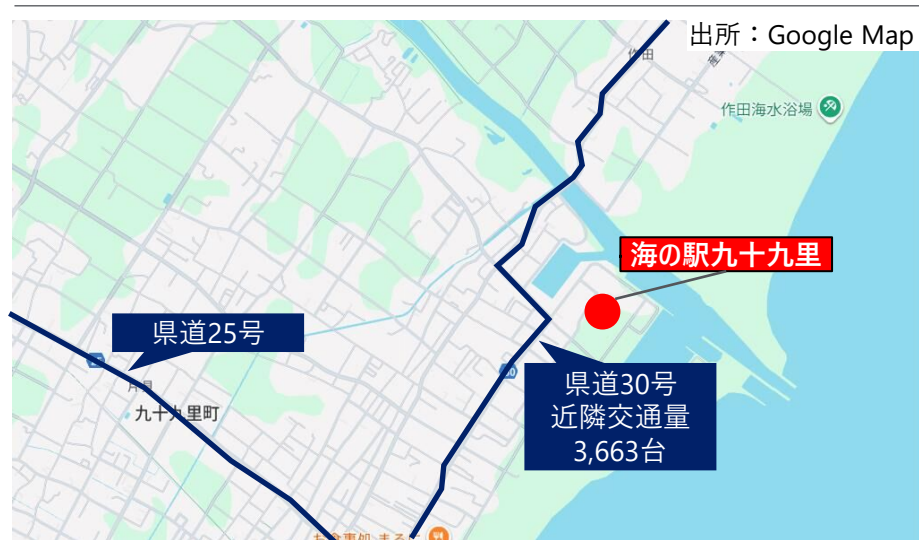 出所：Google Map
作田
作田海水浴場
海の駅九十九里
県道25号
片貝
九十九里町
県道30号
近隣交通量
3,663台